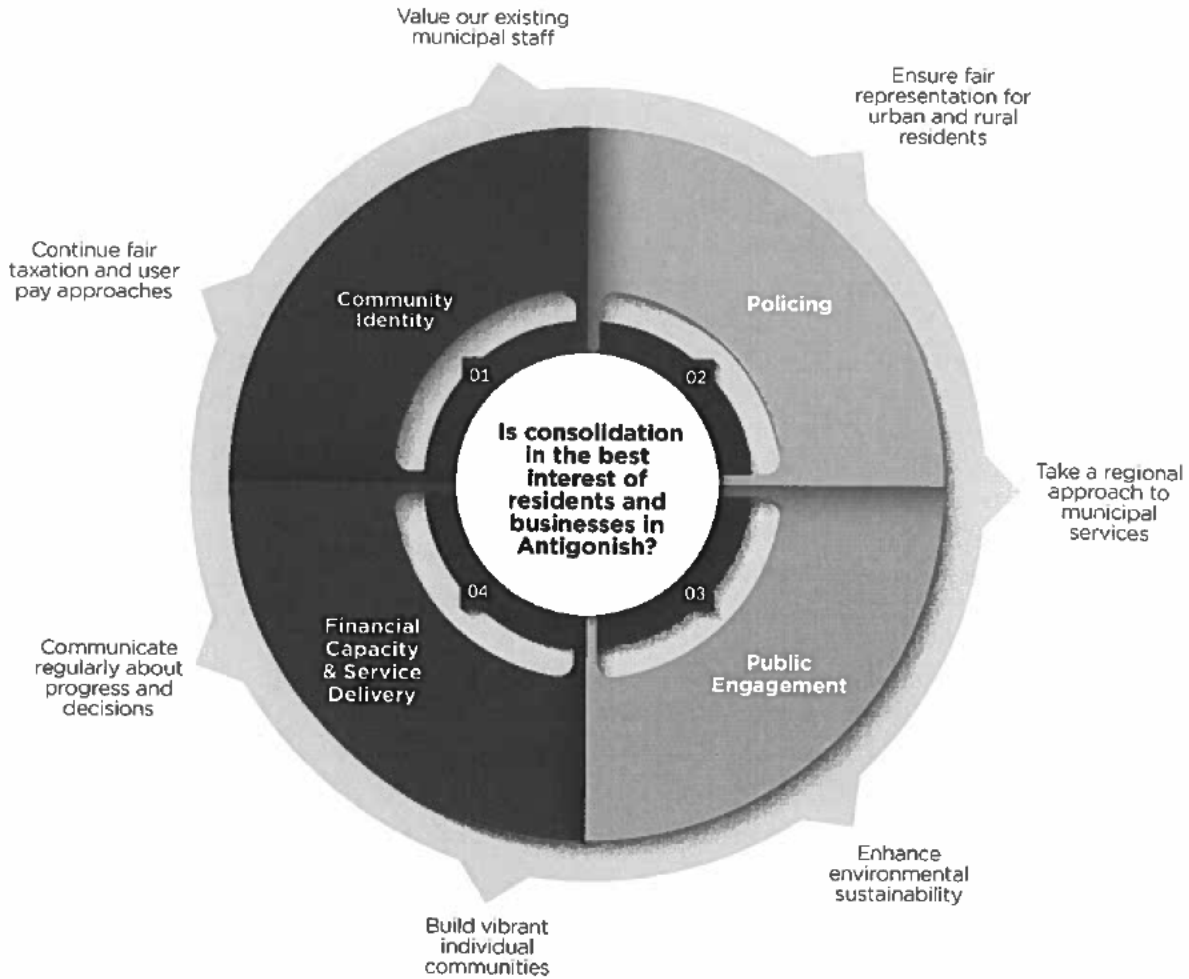 Value our existing
municipal staff
Ensure fair
representation for
urban and rural
residents
Continue fair
taxation and user
pay approaches
Community
Identity
Policing
01
02
Is consolidation
in the best
interest of
residents and
businesses in
Antigonish?
Take a regional
approach to
municipal
services
04
03
Financial
Capacity
& Service
Delivery
Public
Engagement
Communicate
regularly about
progress and
decisions
Enhance
environmental
sustainability
Build vibrant
individual
communities